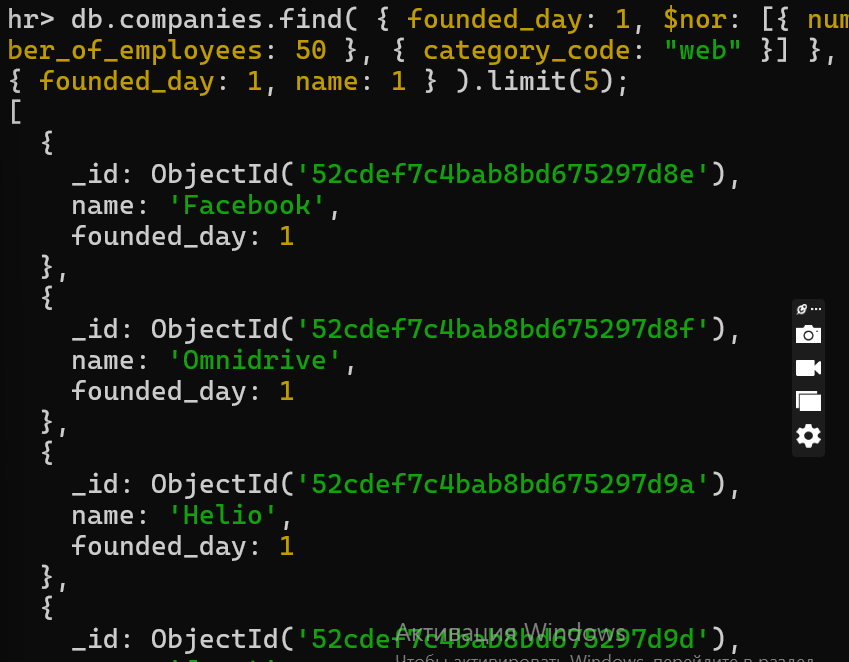 hr> db.companies.find( { founded_day: 1, $nor: [{ num
ber_of_employees: 50 }, { category_code: "web" }] },
{ founded_day: 1, name: 1 } ).limit(5);
[
  {
    _id: ObjectId('52cdef7c4bab8bd675297d8e'),
    name: 'Facebook',
    founded_day: 1
  },
  {
    _id: ObjectId('52cdef7c4bab8bd675297d8f'),
    name: 'Omnidrive',
    founded_day: 1
  },
  {
    _id: ObjectId('52cdef7c4bab8bd675297d9a'),
    name: 'Helio',
    founded_day: 1
  },
  {
    _id: ObjectId('52cdef7c4bab8bd675297d9d'),
Активация Windows
Чтобы активировать Windows, перейдите в раздел